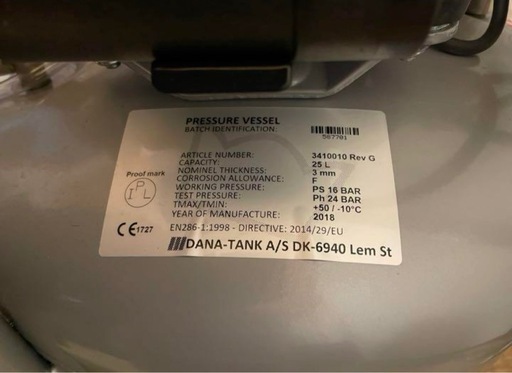 PRESSURE VESSEL
BATCH IDENTIFICATION: 567701
ARTICLE NUMBER: 3410010 Rev G
CAPACITY: 25 L
NOMINEL THICKNESS: 3 mm
CORROSION ALLOWANCE: F
WORKING PRESSURE: PS 16 BAR
TEST PRESSURE: Ph 24 BAR
TMAX/TMIN: +50 / -10°C
YEAR OF MANUFACTURE: 2018
Proof mark
I P L
CE 1727
EN286-1:1998 - DIRECTIVE: 2014/29/EU
DANA-TANK A/S DK-6940 Lem St